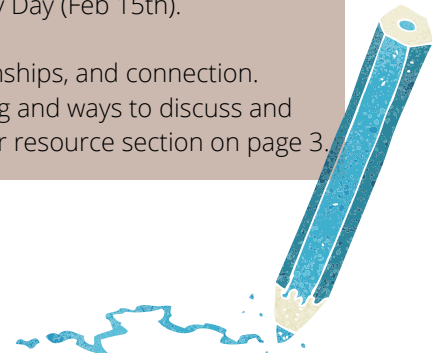 y Day (Feb 15th).
nships, and connection.
g and ways to discuss and
r resource section on page 3.